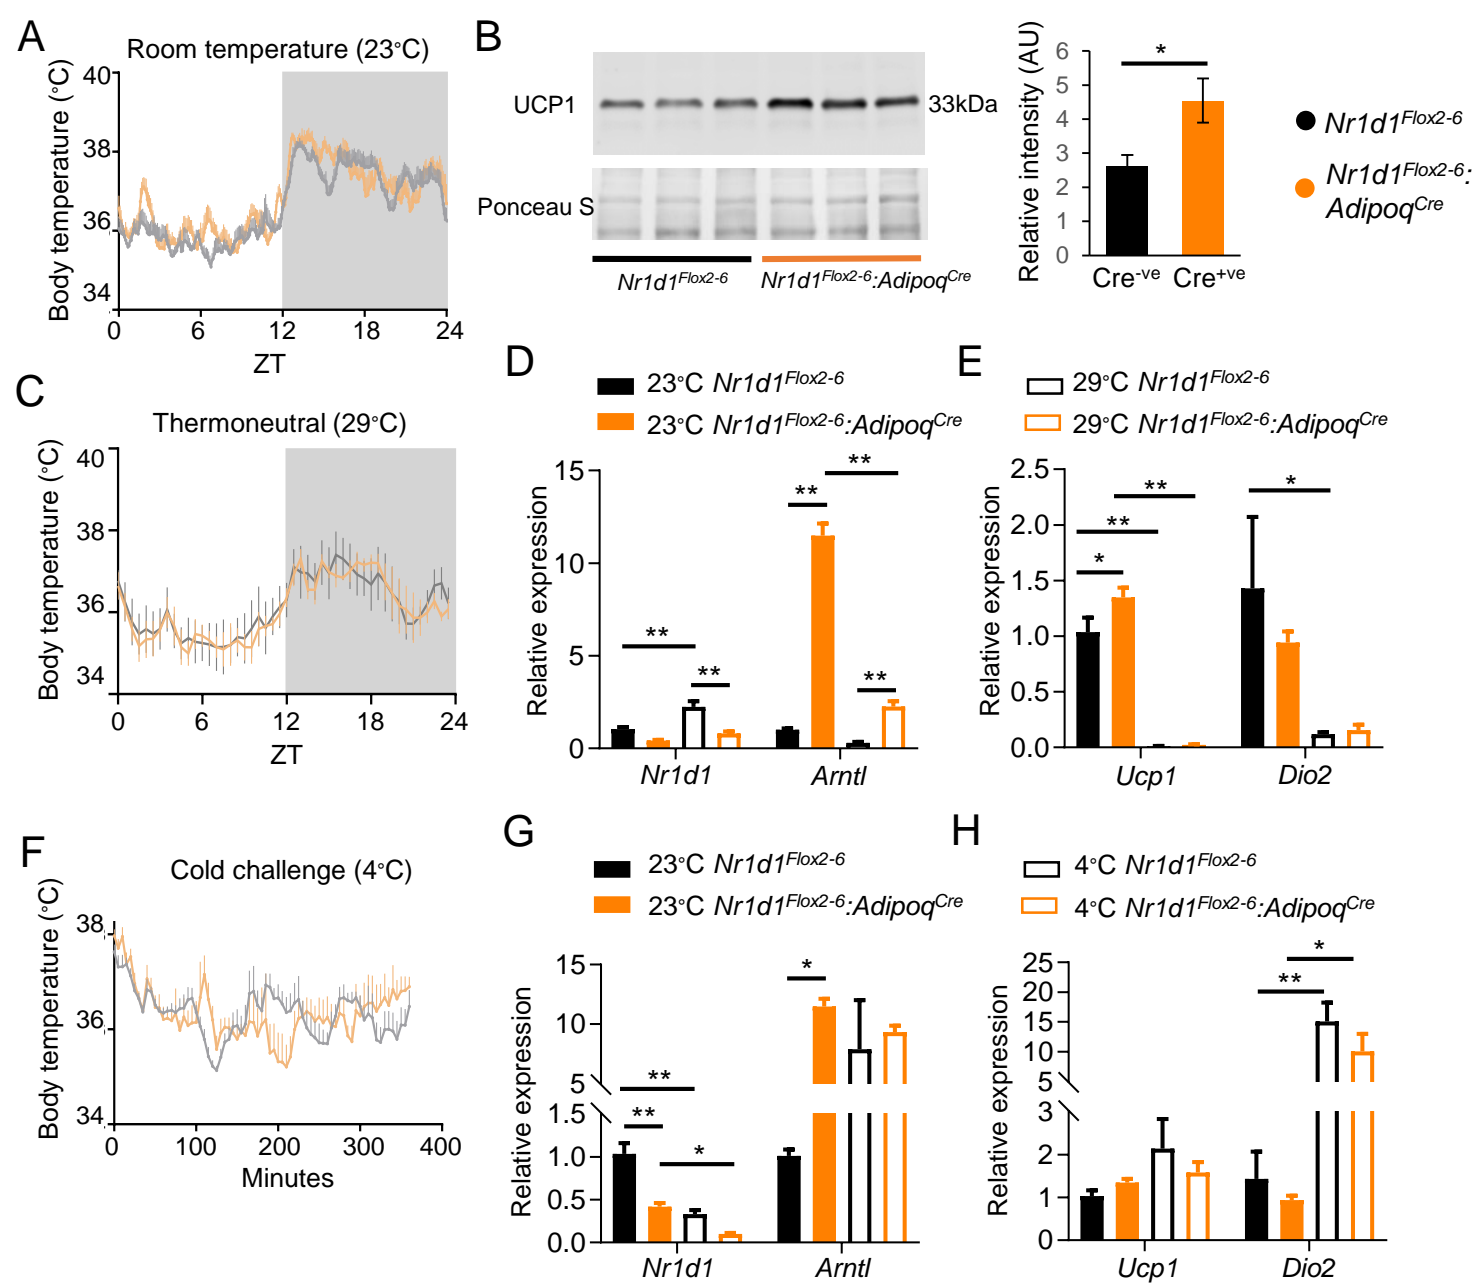 A
Room temperature (23°C)
Body temperature (°C)
40
38
36
34
0 6 12 18 24
ZT
B
UCP1
33kDa
Ponceau S
Nr1d1Flox2-6 Nr1d1Flox2-6:AdipoqCre
Relative intensity (AU)
6
5
4
3
2
1
0
*
Cre-ve Cre+ve
Nr1d1Flox2-6
Nr1d1Flox2-6:
AdipoqCre
C
Thermoneutral (29°C)
Body temperature (°C)
40
38
36
34
0 6 12 18 24
ZT
D
23°C Nr1d1Flox2-6
23°C Nr1d1Flox2-6:AdipoqCre
Relative expression
15
10
5
0
** ** ** ** **
Nr1d1 Arntl
E
29°C Nr1d1Flox2-6
29°C Nr1d1Flox2-6:AdipoqCre
Relative expression
2.5
2.0
1.5
1.0
0.5
0.0
** ** * *
Ucp1 Dio2
F
Cold challenge (4°C)
Body temperature (°C)
38
36
34
0 100 200 300 400
Minutes
G
23°C Nr1d1Flox2-6
23°C Nr1d1Flox2-6:AdipoqCre
Relative expression
15
10
5
1.5
1.0
0.5
0.0
** ** * *
Nr1d1 Arntl
H
4°C Nr1d1Flox2-6
4°C Nr1d1Flox2-6:AdipoqCre
Relative expression
25
20
15
10
5
3
2
1
0
* **
Ucp1 Dio2